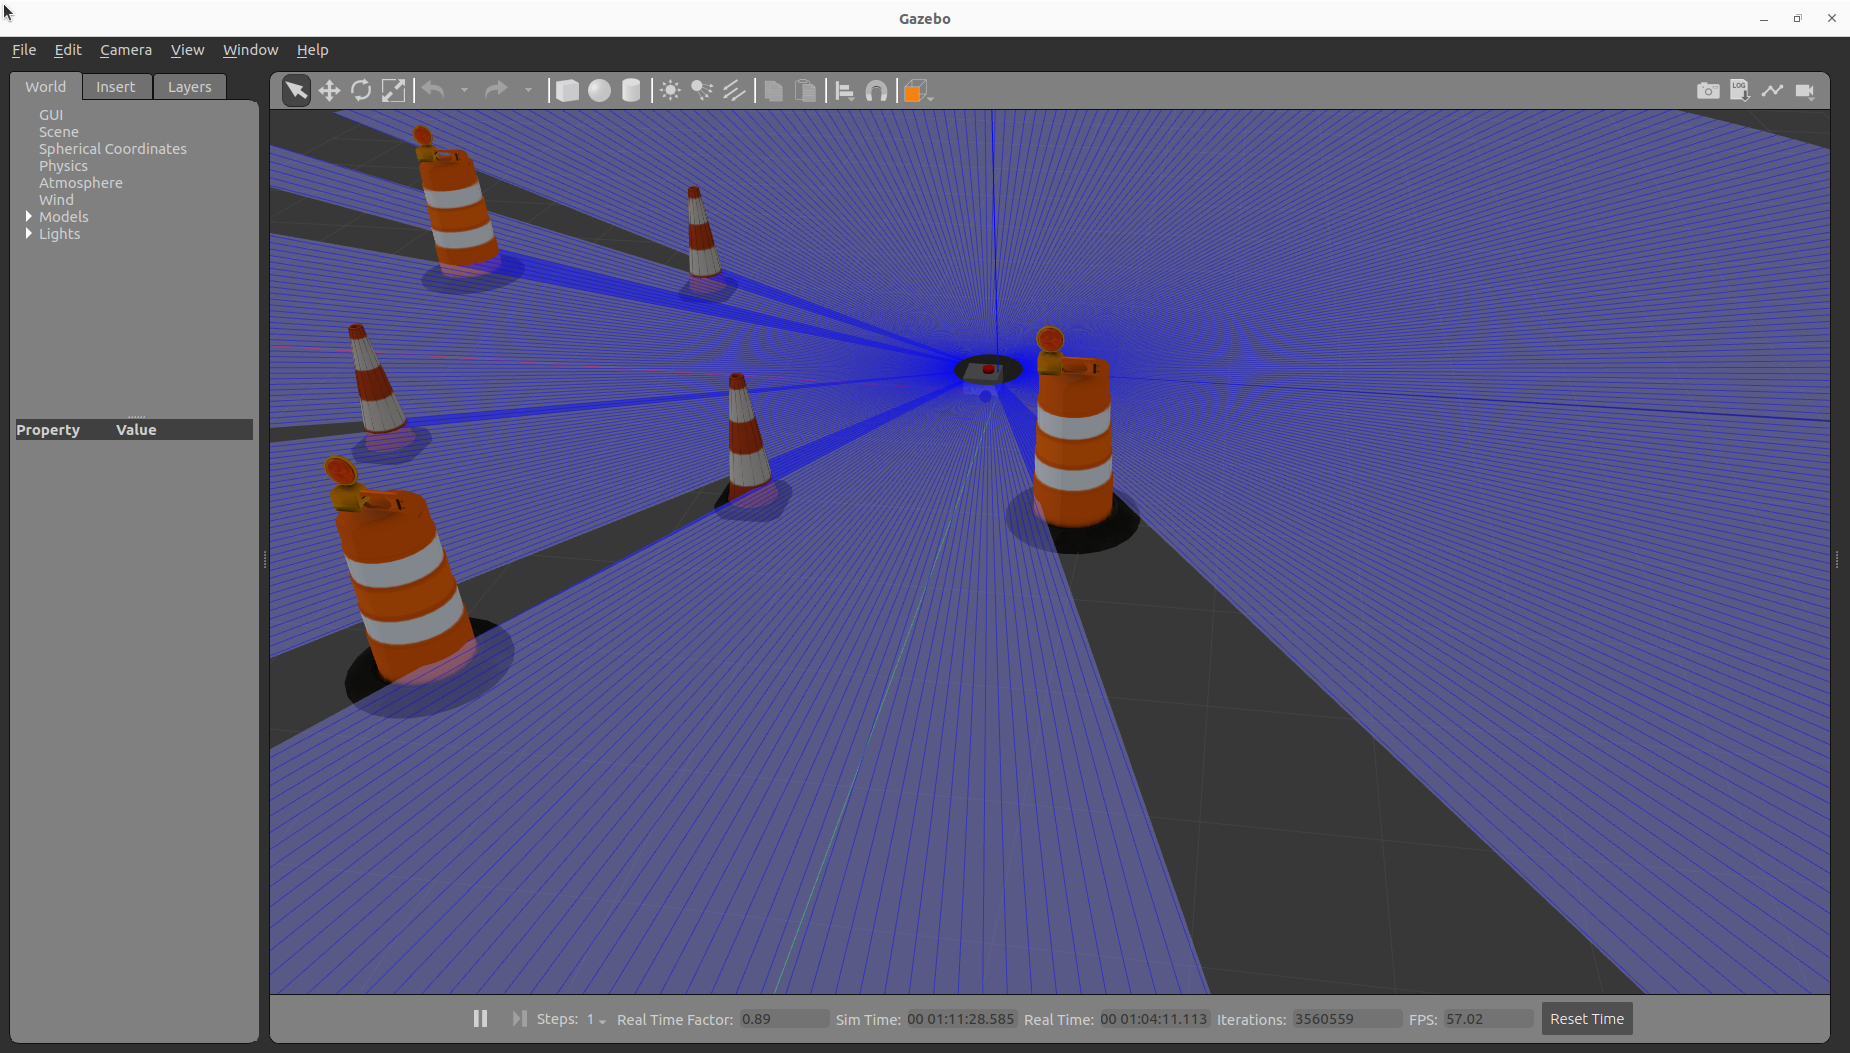 Gazebo
File Edit Camera View Window Help
World Insert Layers
LOG
GUI
Scene
Spherical Coordinates
Physics
Atmosphere
Wind
Models
Lights
Property Value
Steps: 1 Real Time Factor: 0.89 Sim Time: 00 01:11:28.585 Real Time: 00 01:04:11.113 Iterations: 3560559 FPS: 57.02 Reset Time